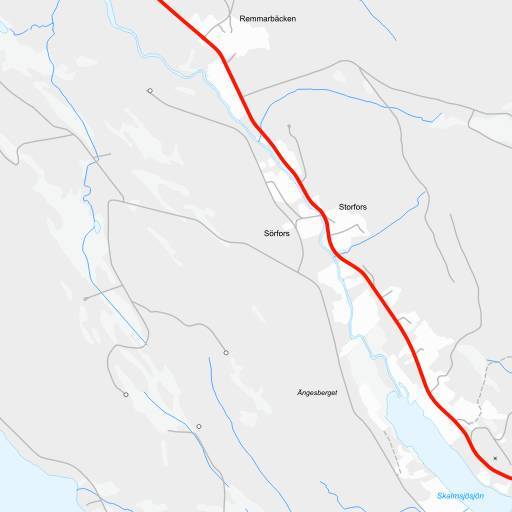 Remmarbäcken
Storfors
Sörfors
Ängesberget
Skalmsjösjön